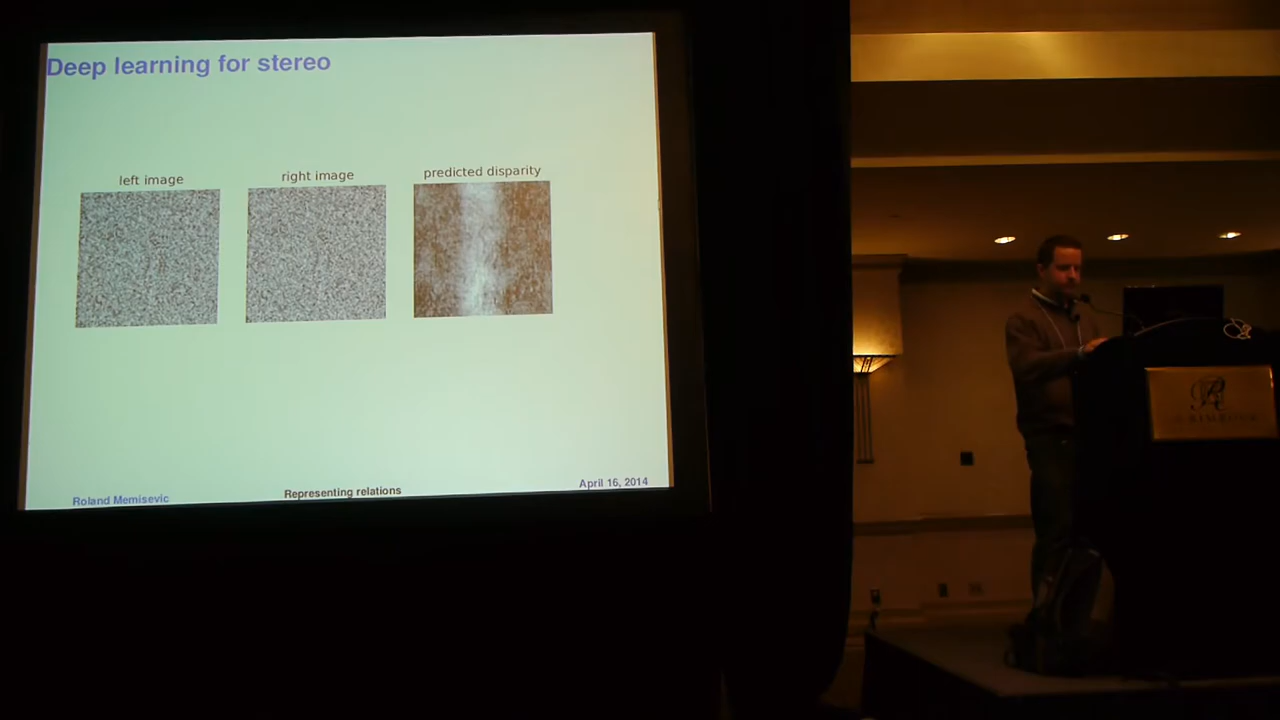 Deep learning for stereo
left image
right image
predicted disparity
Roland Memisevic
Representing relations
April 16, 2014